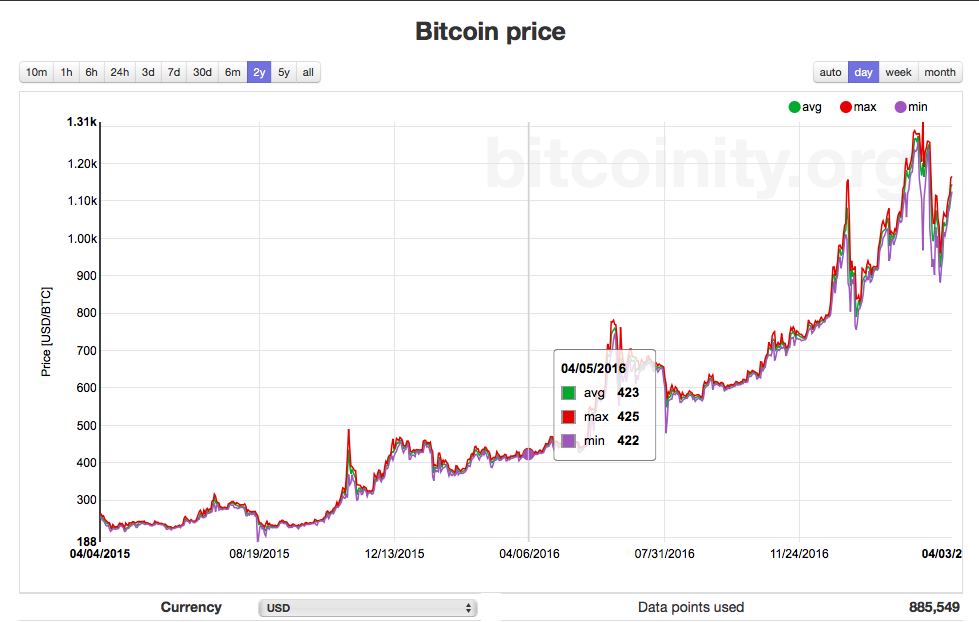 Bitcoin price
10m 1h 6h 24h 3d 7d 30d 6m 2y 5y all
auto day week month
avg max min
bitcoinity.org
1.31k
1.20k
1.10k
1.00k
900
800
700
600
500
400
300
188
Price [USD/BTC]
04/05/2016
avg 423
max 425
min 422
04/04/2015 08/19/2015 12/13/2015 04/06/2016 07/31/2016 11/24/2016 04/03/2
Currency USD
Data points used 885,549